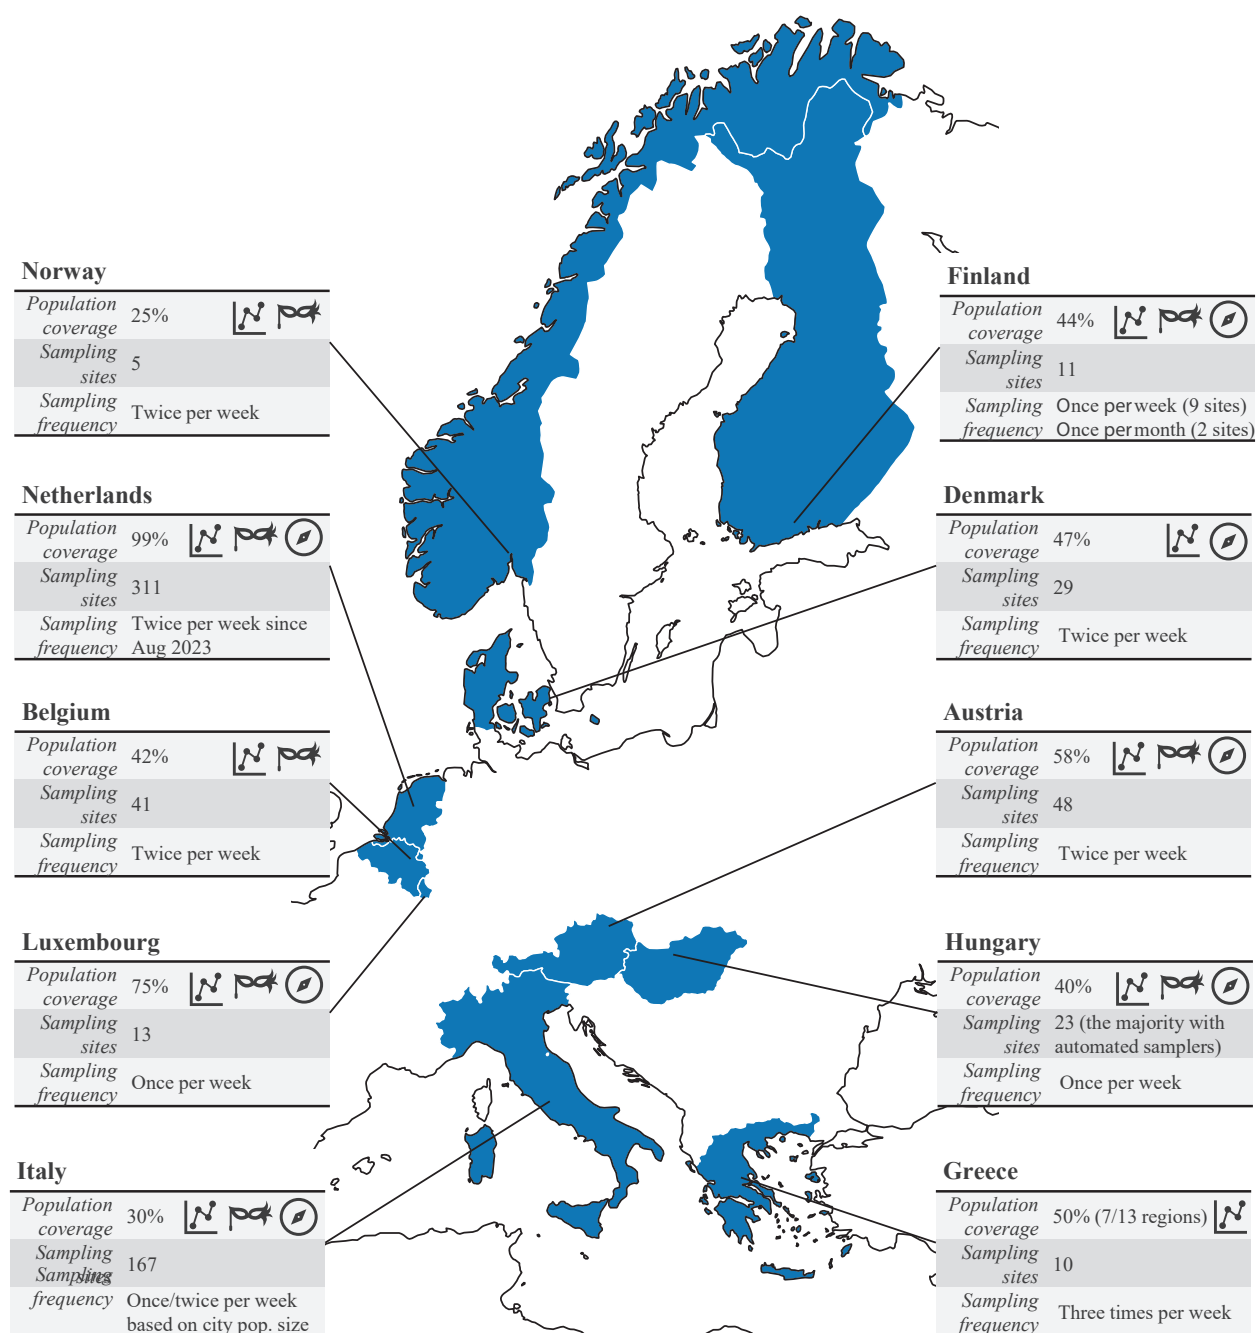 Norway
Population
coverage
25%
Sampling
sites
5
Sampling
frequency
Twice per week
Netherlands
Population
coverage
99%
Sampling
sites
311
Sampling
frequency
Twice per week since
Aug 2023
Belgium
Population
coverage
42%
Sampling
sites
41
Sampling
frequency
Twice per week
Luxembourg
Population
coverage
75%
Sampling
sites
13
Sampling
frequency
Once per week
Italy
Population
coverage
30%
Sampling
sites
167
Sampling
frequency
Once/twice per week
based on city pop. size
Finland
Population
coverage
44%
Sampling
sites
11
Sampling
frequency
Once per week (9 sites)
Once per month (2 sites)
Denmark
Population
coverage
47%
Sampling
sites
29
Sampling
frequency
Twice per week
Austria
Population
coverage
58%
Sampling
sites
48
Sampling
frequency
Twice per week
Hungary
Population
coverage
40%
Sampling
sites
23 (the majority with
automated samplers)
Sampling
frequency
Once per week
Greece
Population
coverage
50% (7/13 regions)
Sampling
sites
10
Sampling
frequency
Three times per week